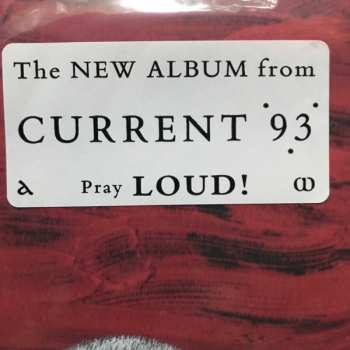 The NEW ALBUM from
CURRENT 93
Pray LOUD!